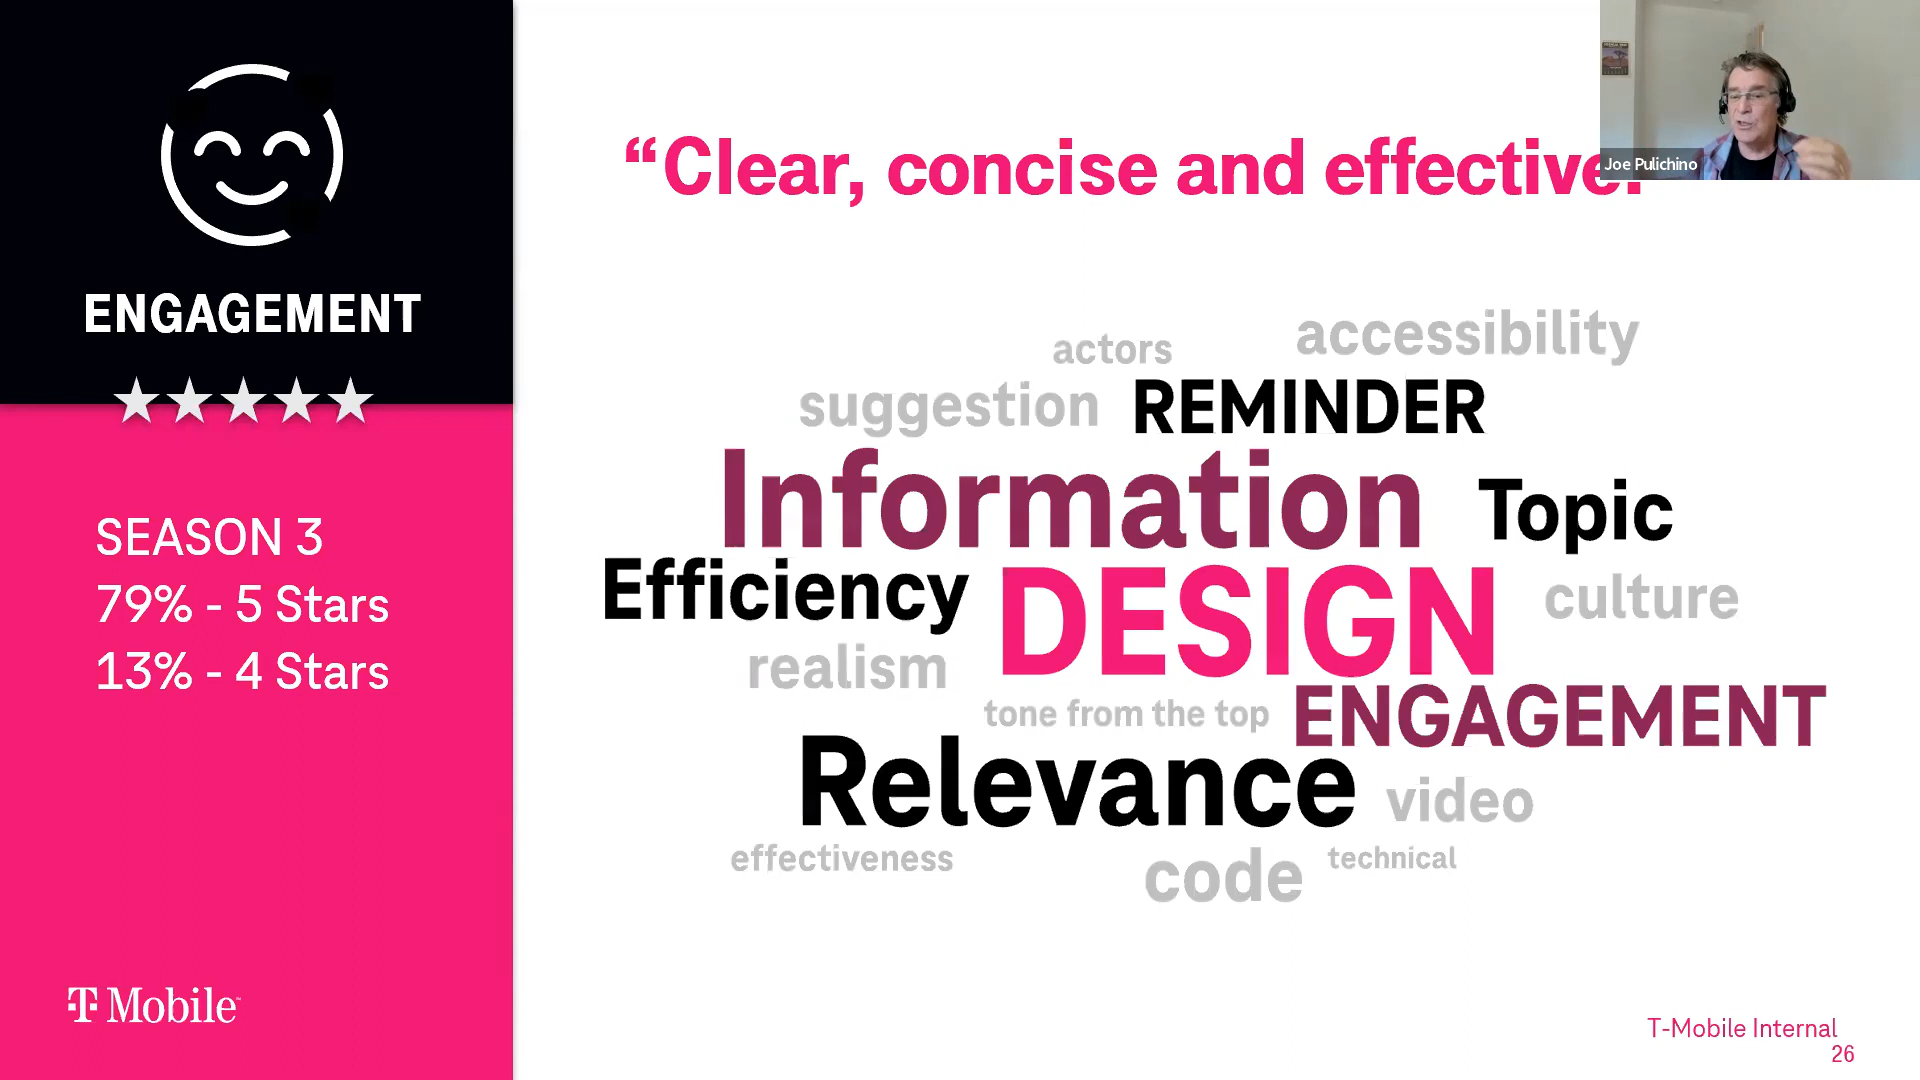 ENGAGEMENT
SEASON 3
79% - 5 Stars
13% - 4 Stars
T Mobile
“Clear, concise and effective.
Joe Pulichino
actors
accessibility
suggestion
REMINDER
Information
Topic
Efficiency
DESIGN
culture
realism
tone from the top
ENGAGEMENT
Relevance
video
effectiveness
code
technical
T-Mobile Internal
26